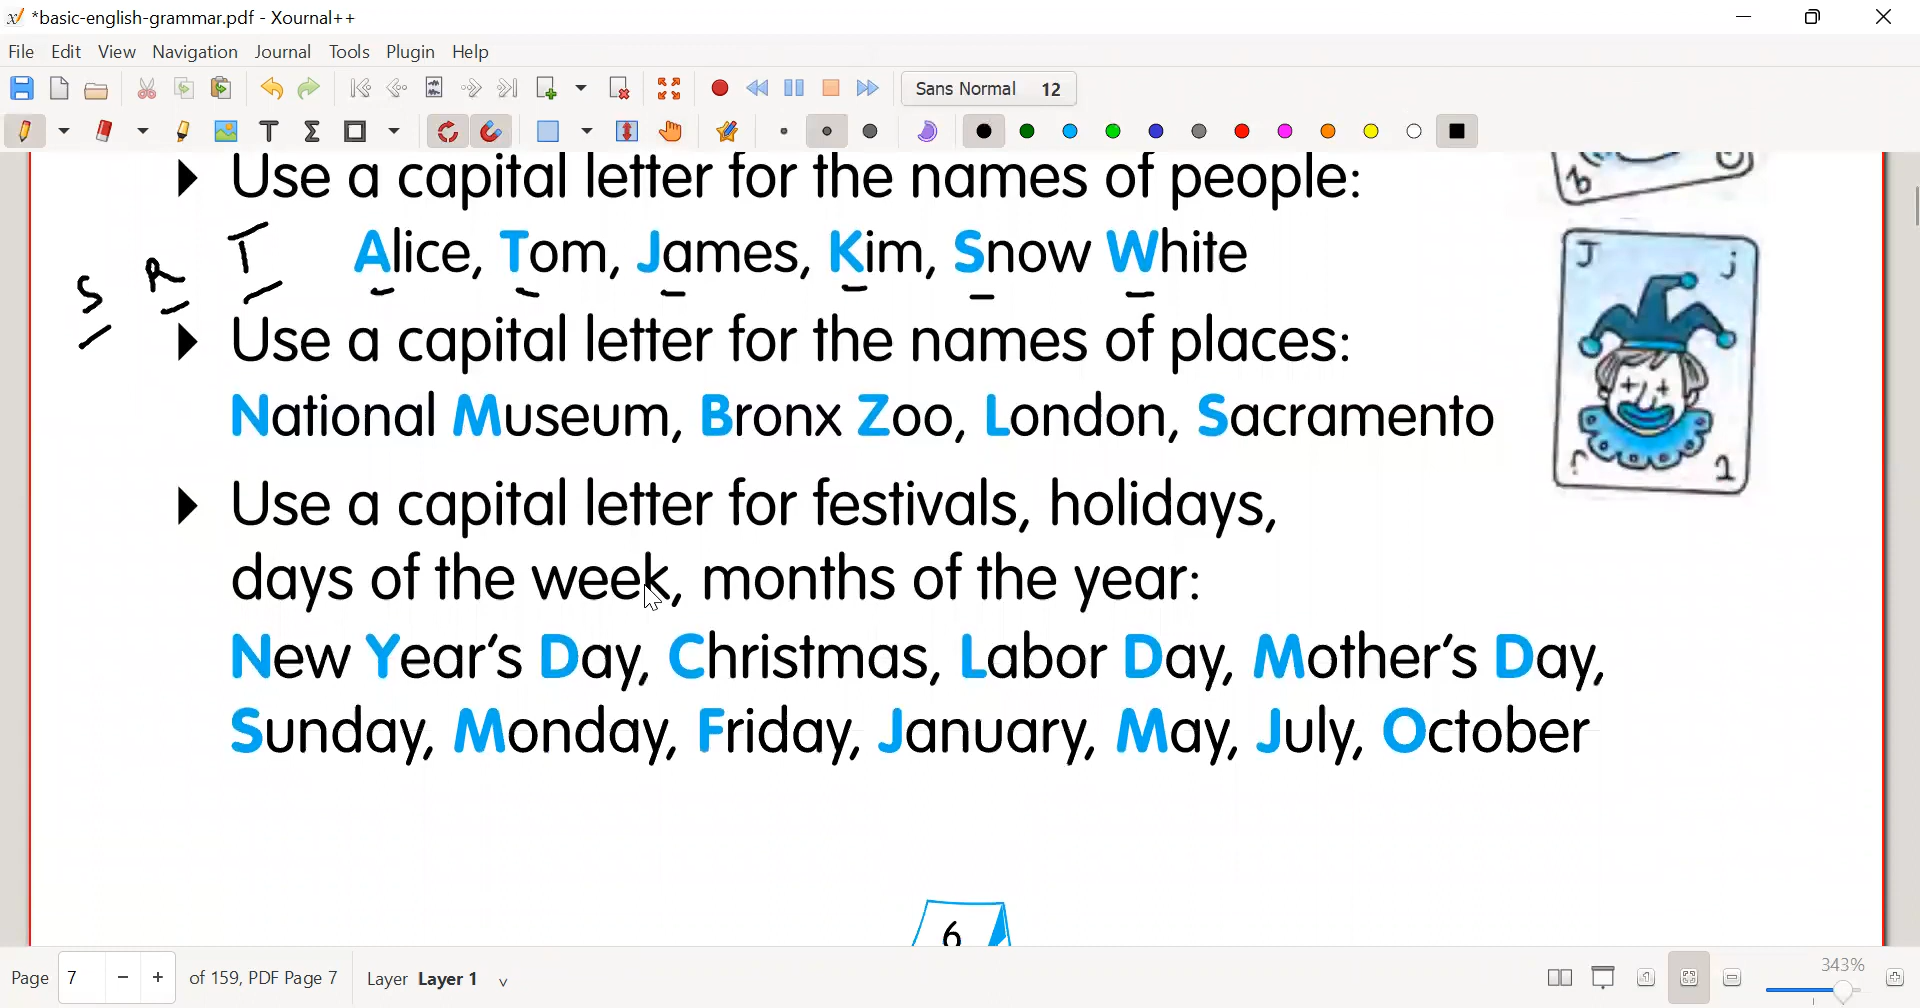 *basic-english-grammar.pdf - Xournal++
File Edit View Navigation Journal Tools Plugin Help
Sans Normal 12
Use a capital letter for the names of people:
S R T Alice, Tom, James, Kim, Snow White
Use a capital letter for the names of places:
National Museum, Bronx Zoo, London, Sacramento
J j
Use a capital letter for festivals, holidays,
days of the week, months of the year:
New Year's Day, Christmas, Labor Day, Mother's Day,
Sunday, Monday, Friday, January, May, July, October
6
Page 7 of 159, PDF Page 7 Layer Layer 1 343%